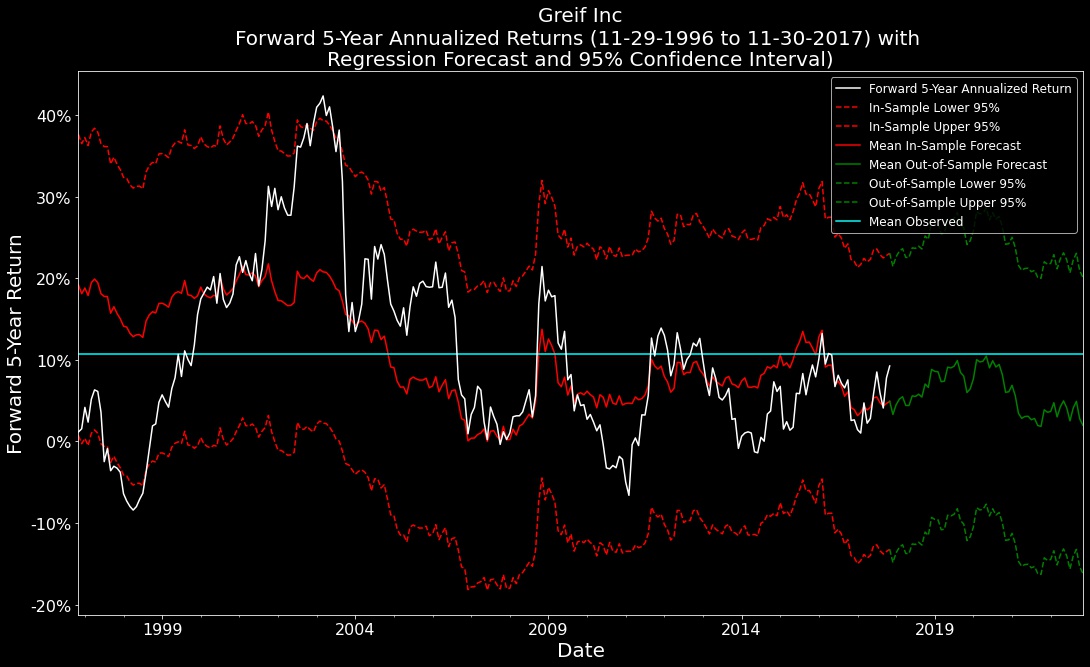 Greif Inc
Forward 5-Year Annualized Returns (11-29-1996 to 11-30-2017) with
Regression Forecast and 95% Confidence Interval)
Forward 5-Year Annualized Return
In-Sample Lower 95%
In-Sample Upper 95%
Mean In-Sample Forecast
Mean Out-of-Sample Forecast
Out-of-Sample Lower 95%
Out-of-Sample Upper 95%
Mean Observed
Forward 5-Year Return
40%
30%
20%
10%
0%
-10%
-20%
1999
2004
2009
2014
2019
Date